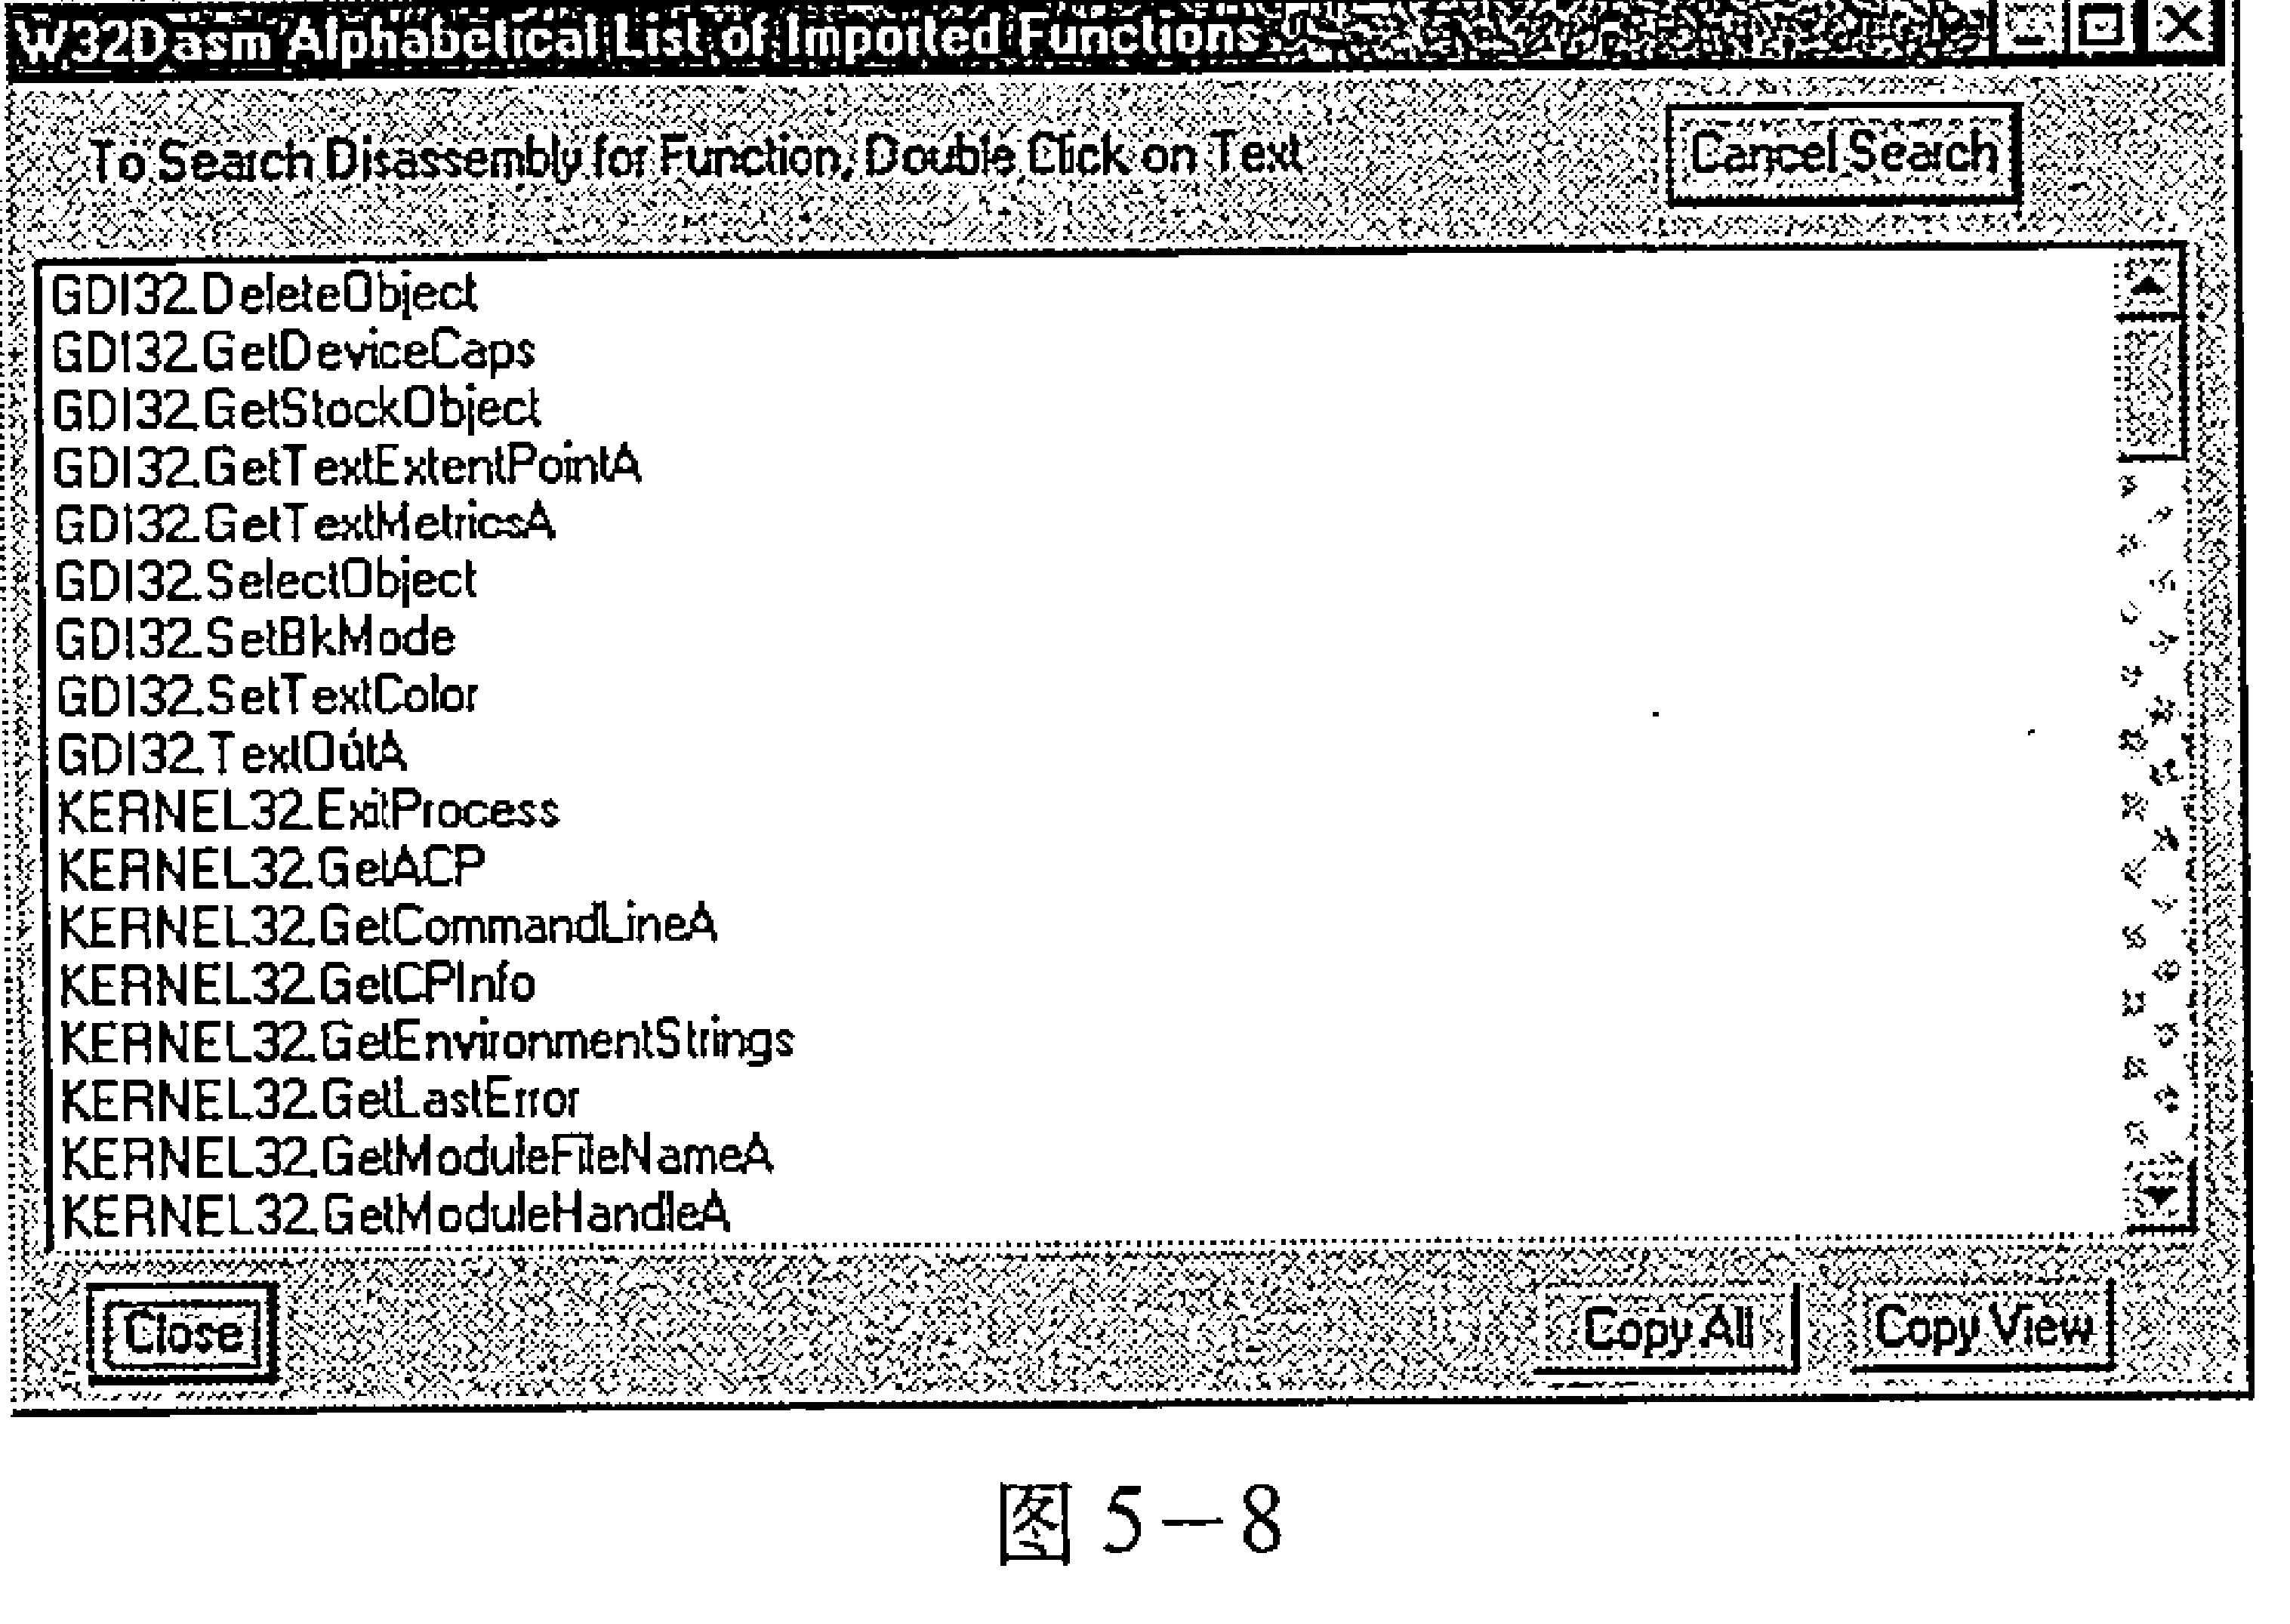 W32Dasm Alphabetical List of Imported Functions
To Search Disassembly for Function, Double Click on Text
Cancel Search
GDI32.DeleteObject
GDI32.GetDeviceCaps
GDI32.GetStockObject
GDI32.GetTextExtentPointA
GDI32.GetTextMetricsA
GDI32.SelectObject
GDI32.SetBkMode
GDI32.SetTextColor
GDI32.TextOutA
KERNEL32.ExitProcess
KERNEL32.GetACP
KERNEL32.GetCommandLineA
KERNEL32.GetCPInfo
KERNEL32.GetEnvironmentStrings
KERNEL32.GetLastError
KERNEL32.GetModuleFileNameA
KERNEL32.GetModuleHandleA
Close
Copy All
Copy View
图 5－8